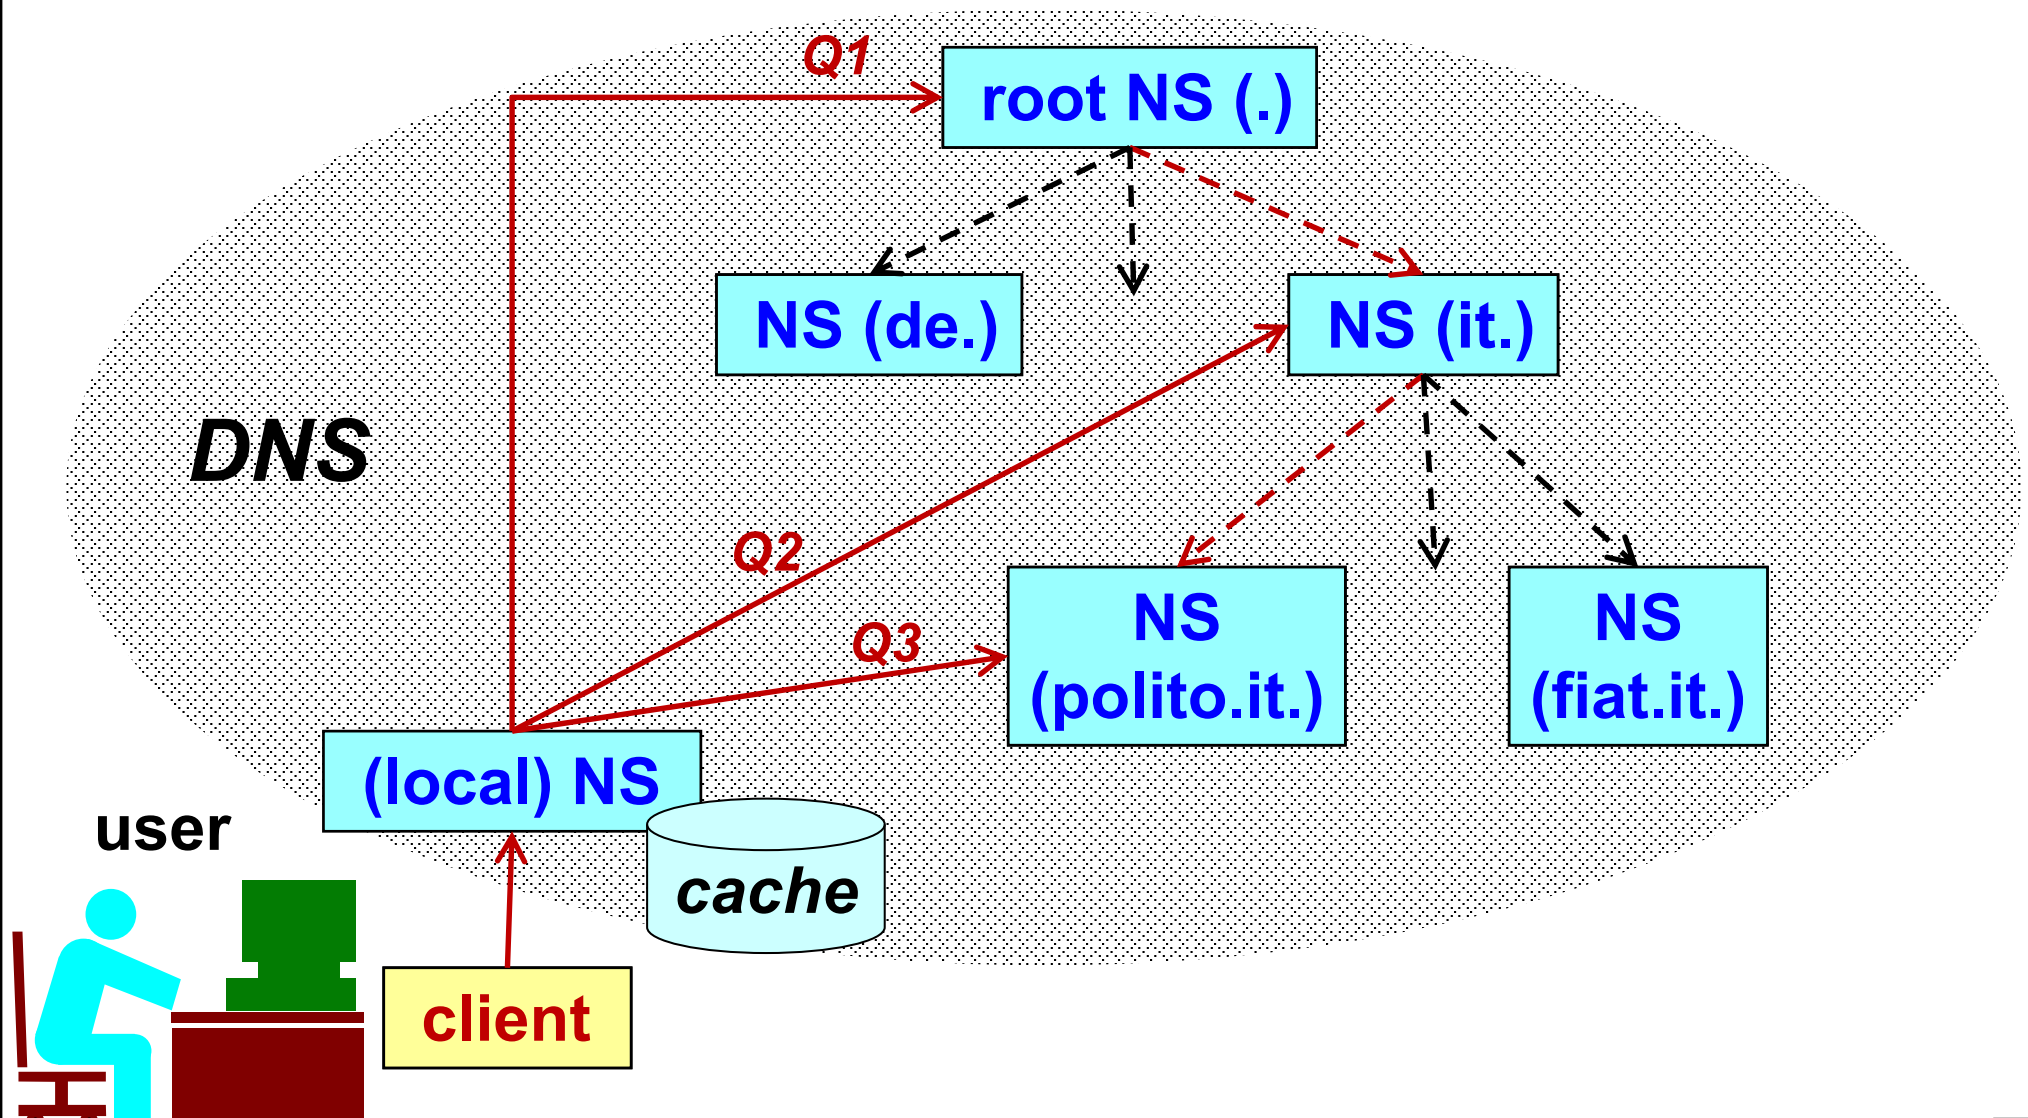 Q1
root NS (.)
NS (de.)
NS (it.)
DNS
Q2
NS
(polito.it.)
NS
(fiat.it.)
Q3
(local) NS
user
cache
client